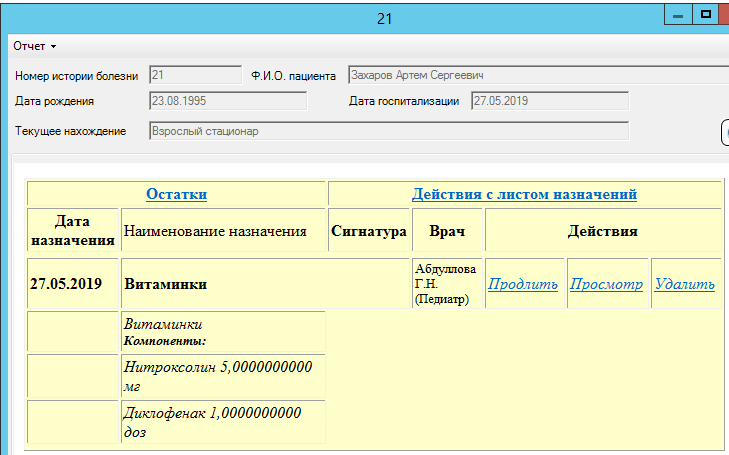 21
Отчет
Номер истории болезни 21 Ф.И.О. пациента Захаров Артем Сергеевич
Дата рождения 23.08.1995 Дата госпитализации 27.05.2019
Текущее нахождение Взрослый стационар
Остатки Действия с листом назначений
Дата назначения Наименование назначения Сигнатура Врач Действия
27.05.2019 Витаминки Абдуллова Г.Н. (Педиатр) Продлить Просмотр Удалить
Витаминки
Компоненты:
Нитроксолин 5,0000000000
мг
Диклофенак 1,0000000000
доз